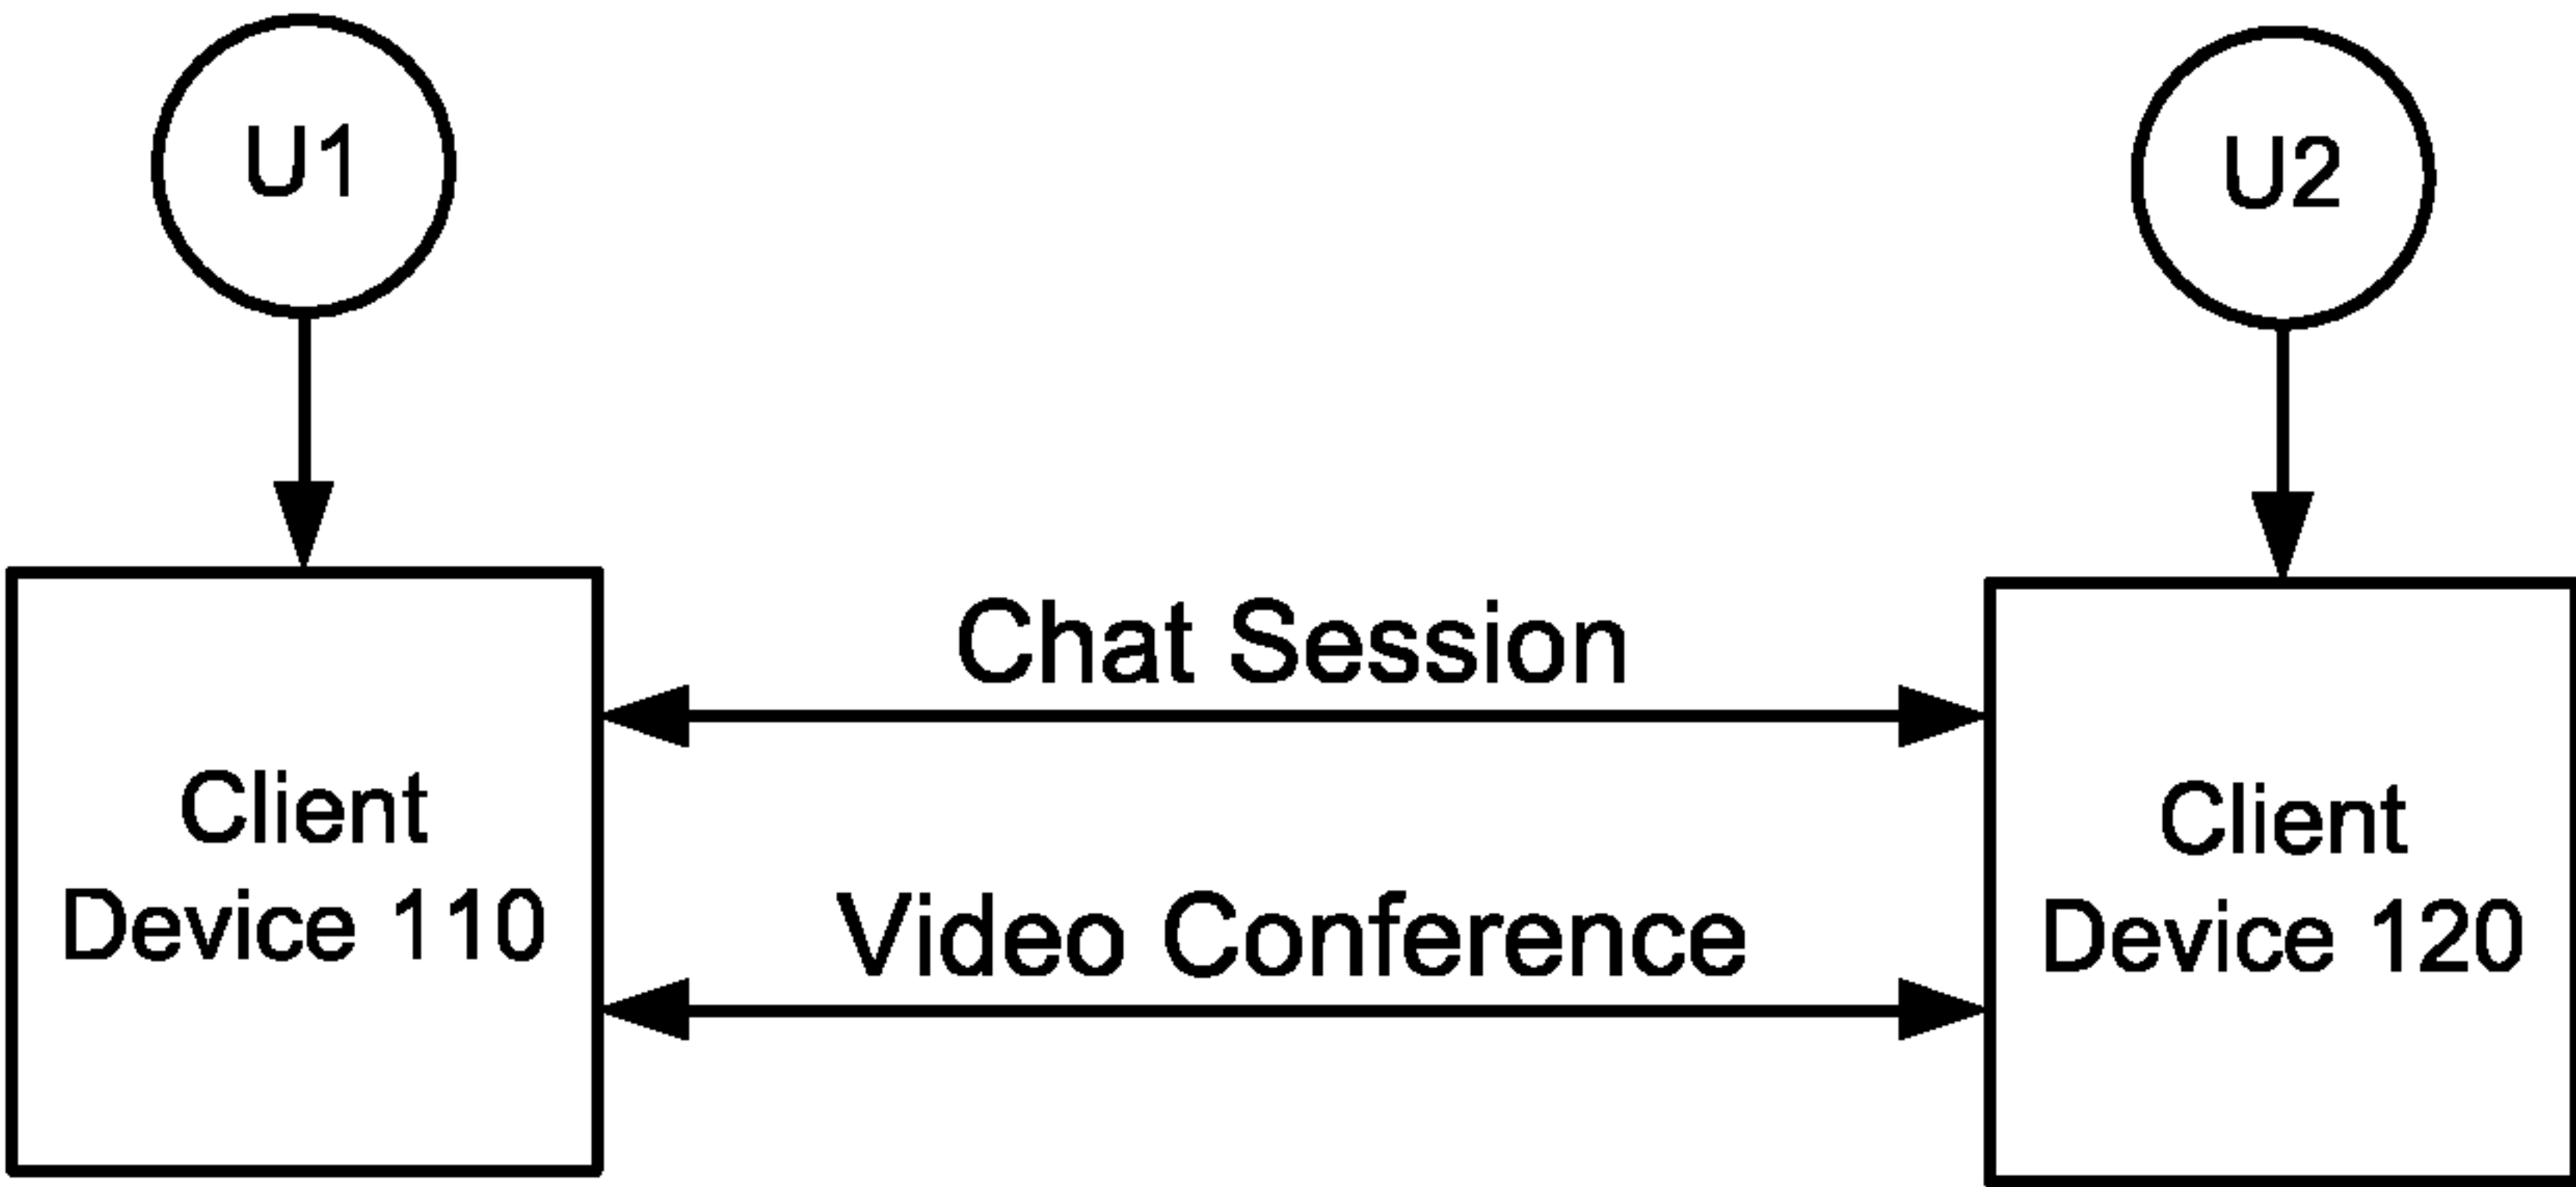 U1
U2
Chat Session
Client
Device 110
Video Conference
Client
Device 120